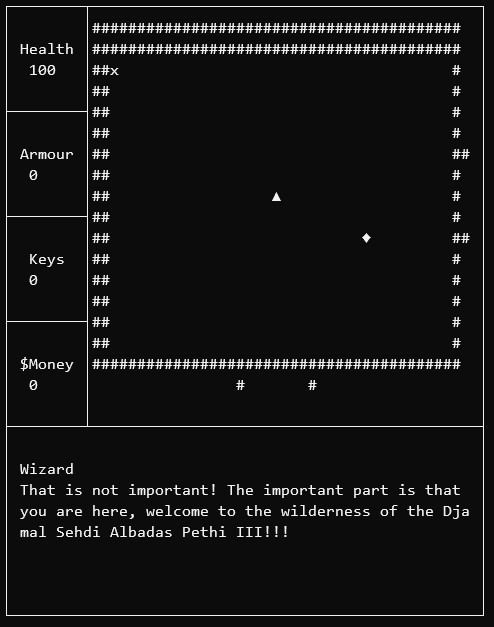 Health
100
Armour
0
Keys
0
$Money
0
Wizard
That is not important! The important part is that
you are here, welcome to the wilderness of the Dja
mal Sehdi Albadas Pethi III!!!